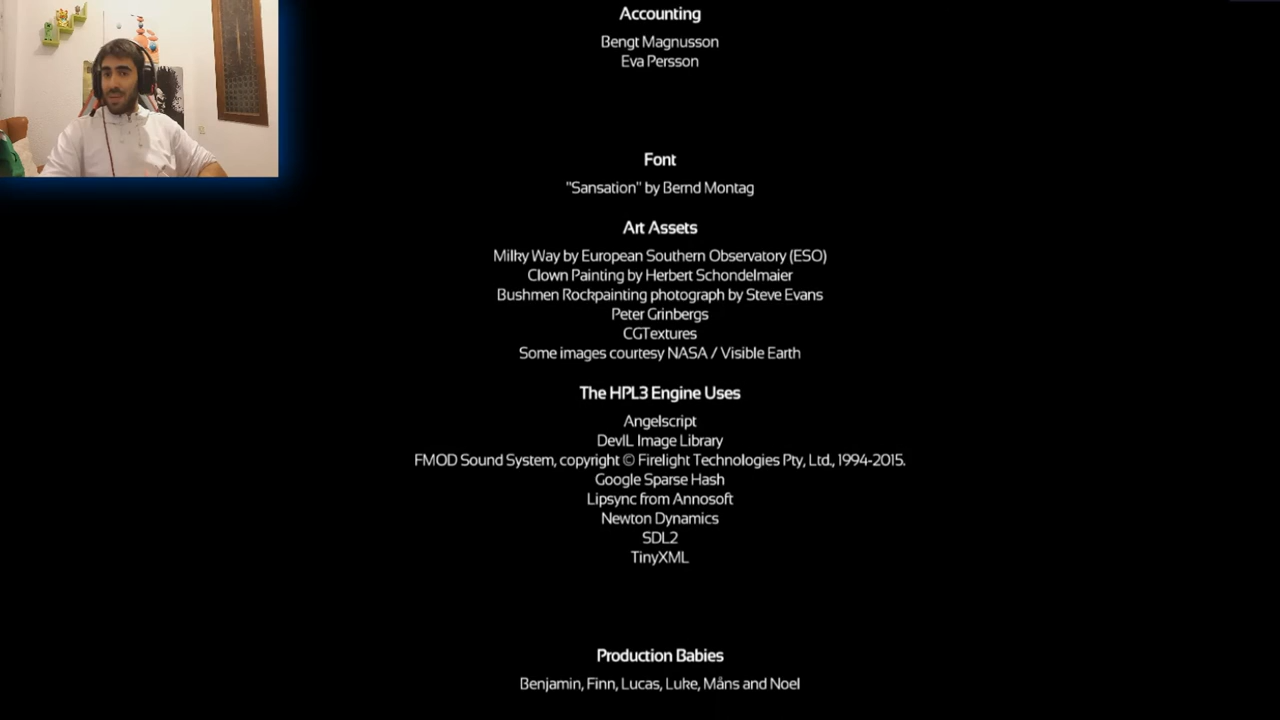 Accounting
Bengt Magnusson
Eva Persson
Font
"Sansation" by Bernd Montag
Art Assets
Milky Way by European Southern Observatory (ESO)
Clown Painting by Herbert Schondelmaier
Bushmen Rockpainting photograph by Steve Evans
Peter Grinbergs
CGTextures
Some images courtesy NASA / Visible Earth
The HPL3 Engine Uses
Angelscript
DevIL Image Library
FMOD Sound System, copyright © Firelight Technologies Pty, Ltd., 1994-2015.
Google Sparse Hash
Lipsync from Annosoft
Newton Dynamics
SDL2
TinyXML
Production Babies
Benjamin, Finn, Lucas, Luke, Måns and Noel